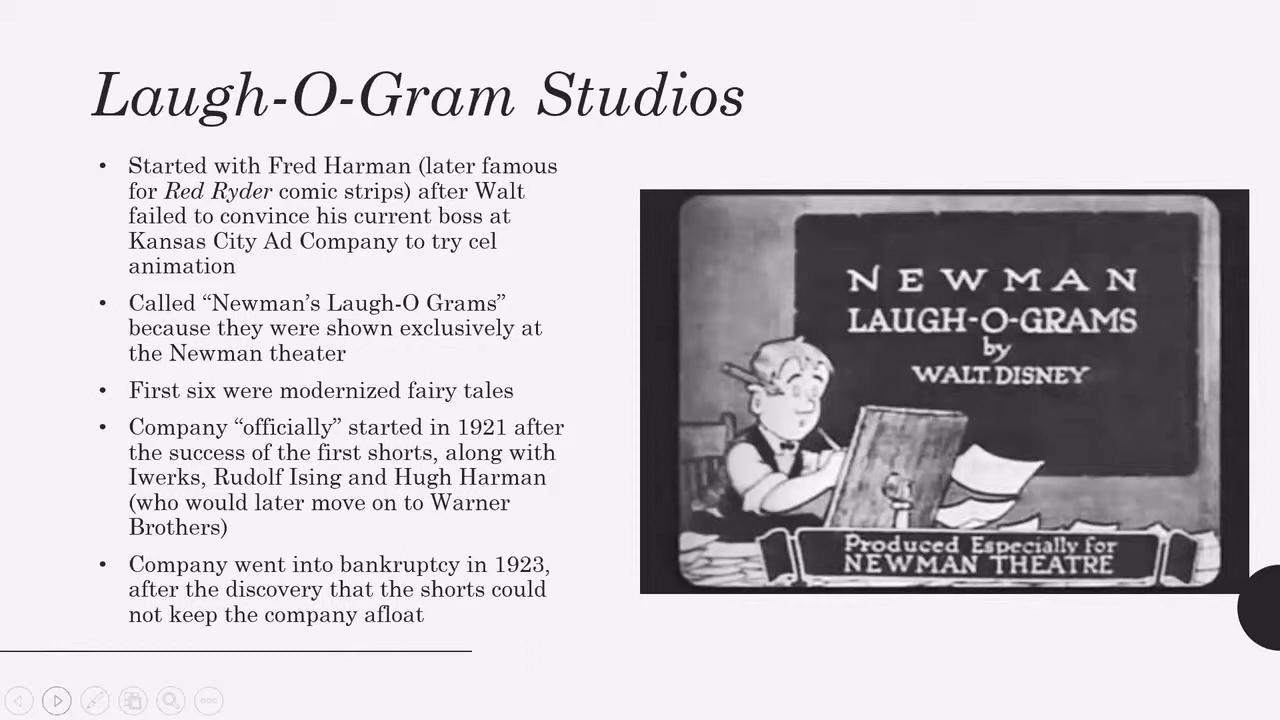 Laugh-O-Gram Studios
• Started with Fred Harman (later famous
for Red Ryder comic strips) after Walt
failed to convince his current boss at
Kansas City Ad Company to try cel
animation
• Called “Newman’s Laugh-O Grams”
because they were shown exclusively at
the Newman theater
• First six were modernized fairy tales
• Company “officially” started in 1921 after
the success of the first shorts, along with
Iwerks, Rudolf Ising and Hugh Harman
(who would later move on to Warner
Brothers)
• Company went into bankruptcy in 1923,
after the discovery that the shorts could
not keep the company afloat
NEWMAN
LAUGH-O-GRAMS
by
WALT. DISNEY
Produced Especially for
NEWMAN THEATRE